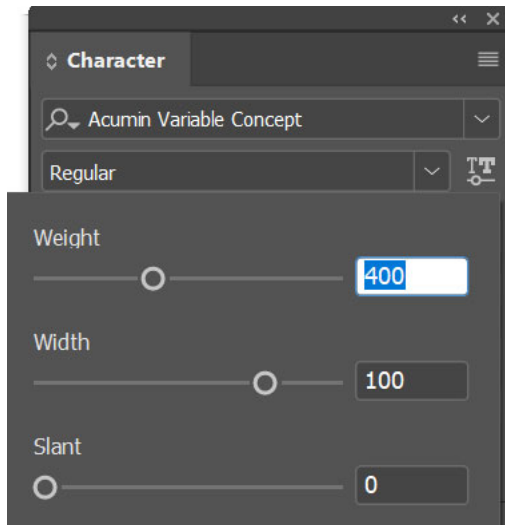 Character
Acumin Variable Concept
Regular
Weight
400
Width
100
Slant
0